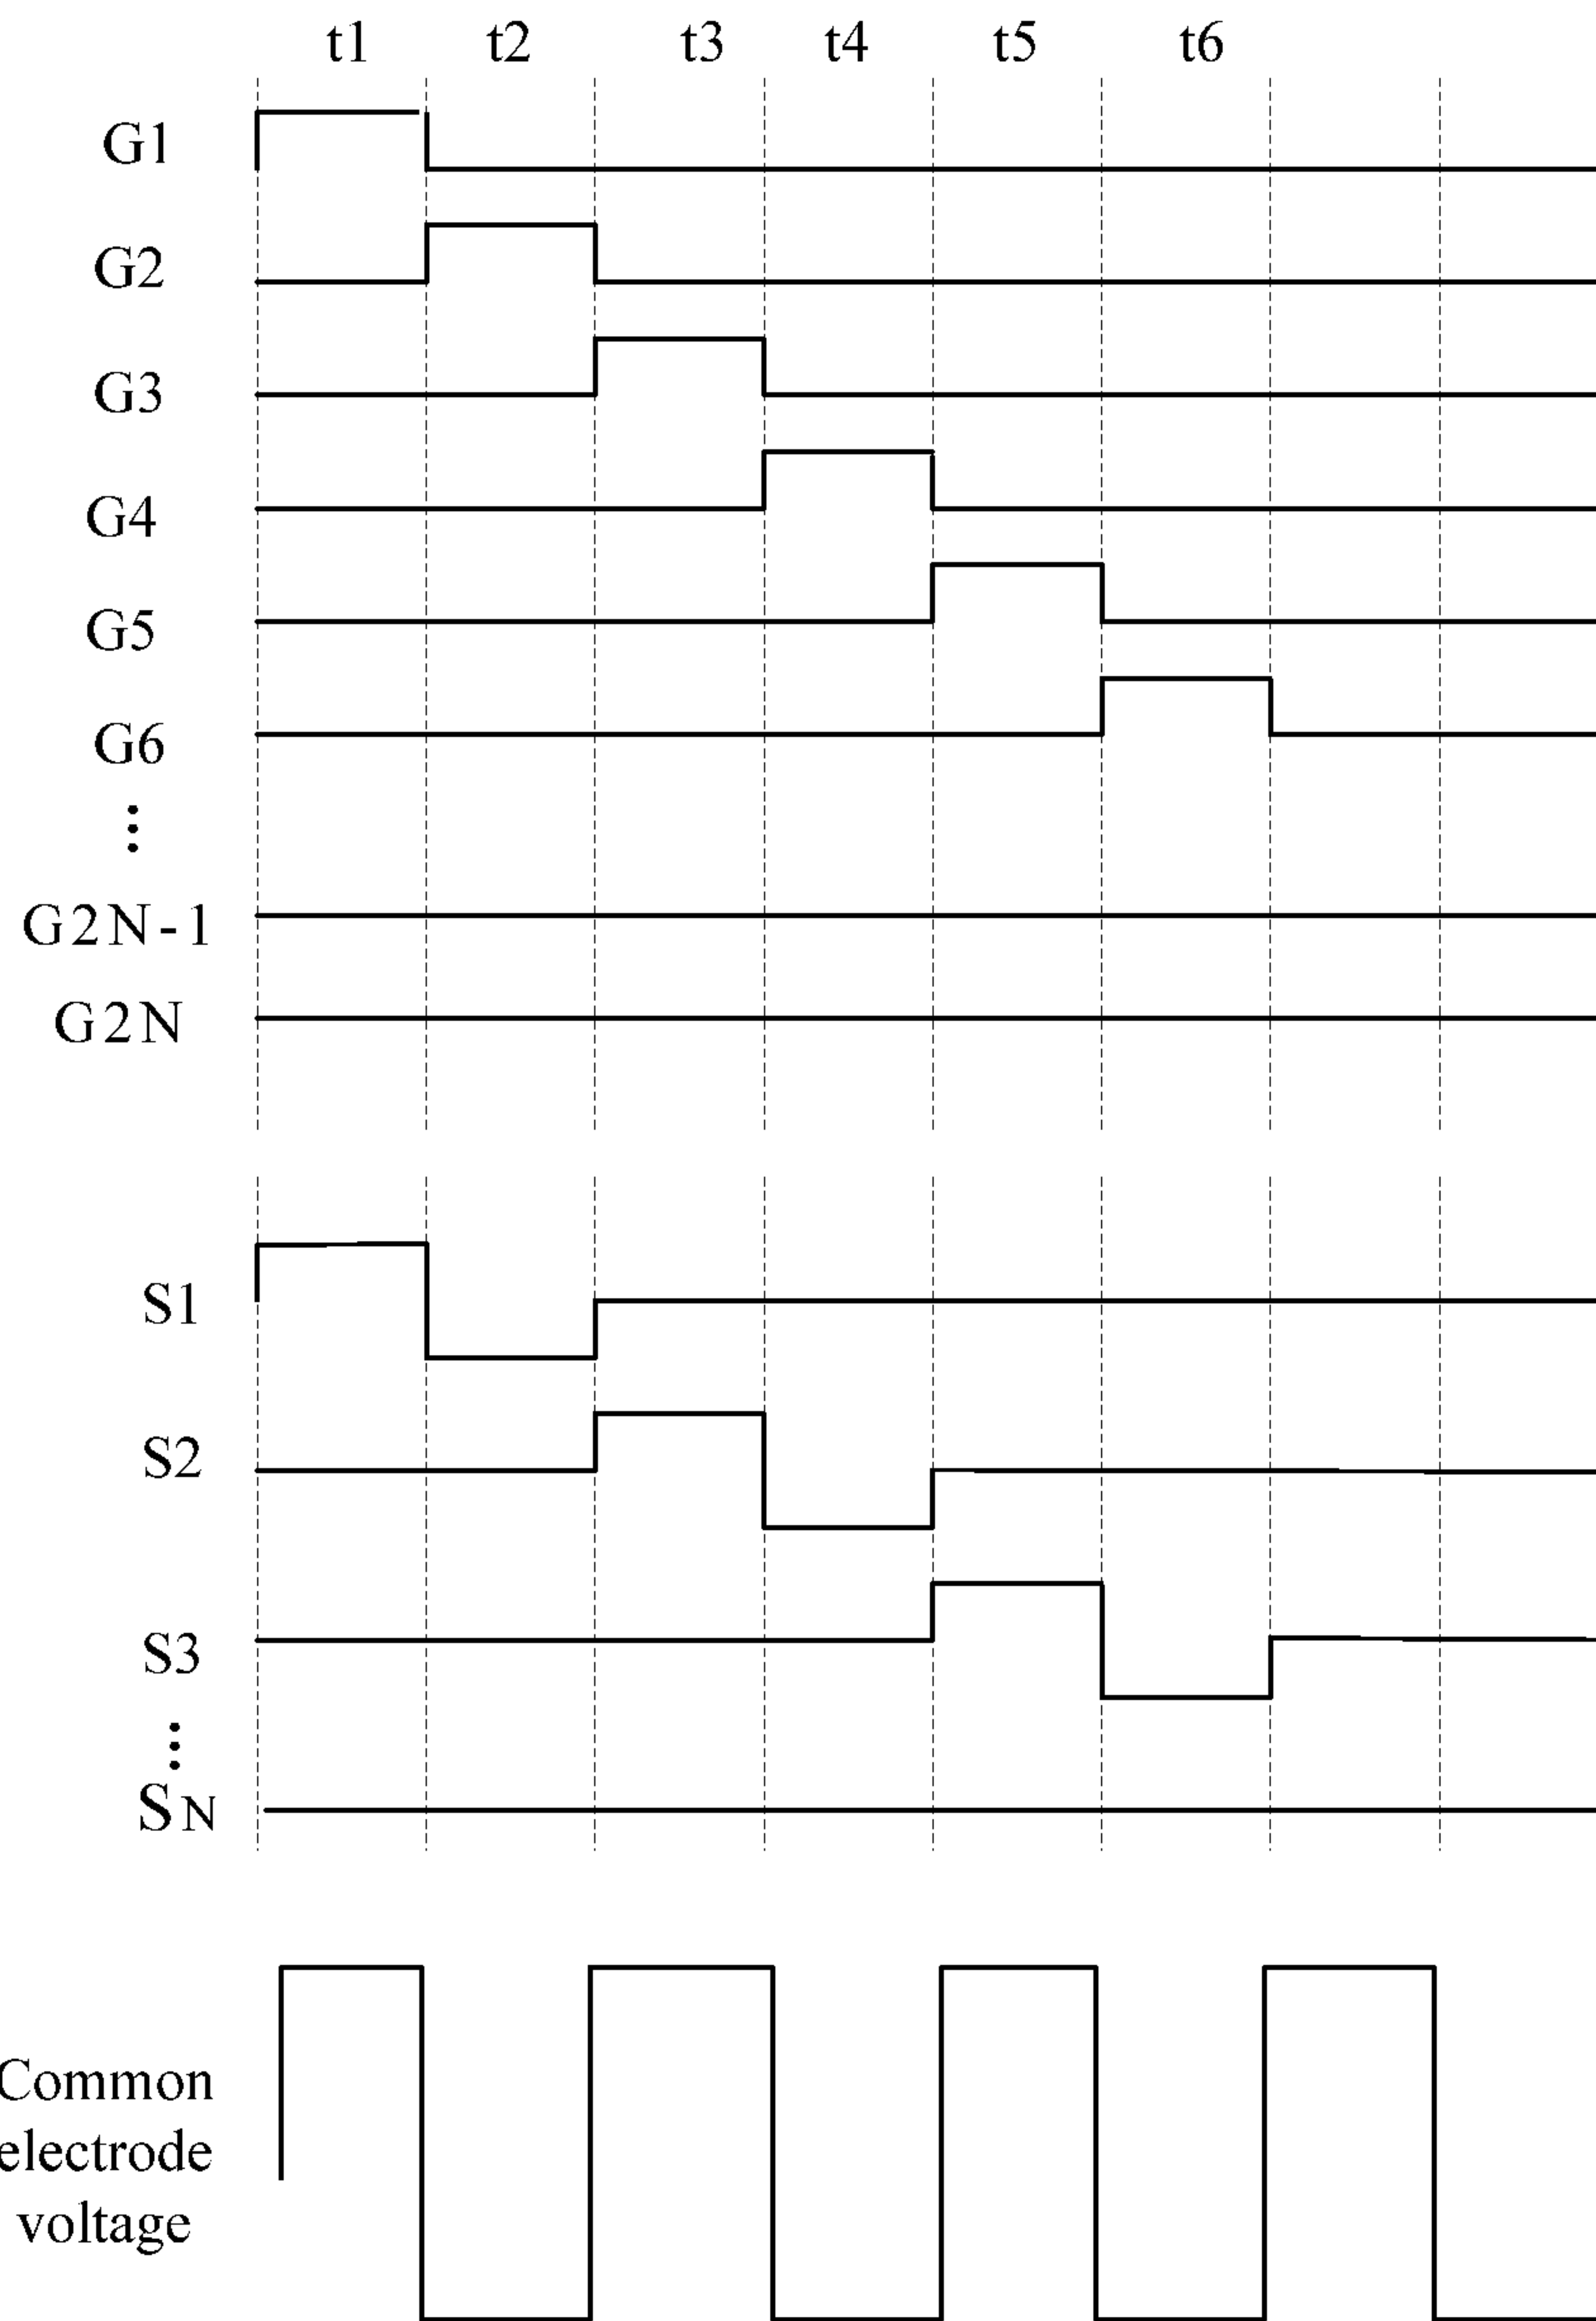 t1 t2 t3 t4 t5 t6
G1
G2
G3
G4
G5
G6
G2N-1
G2N
S1
S2
S3
SN
Common
electrode
voltage